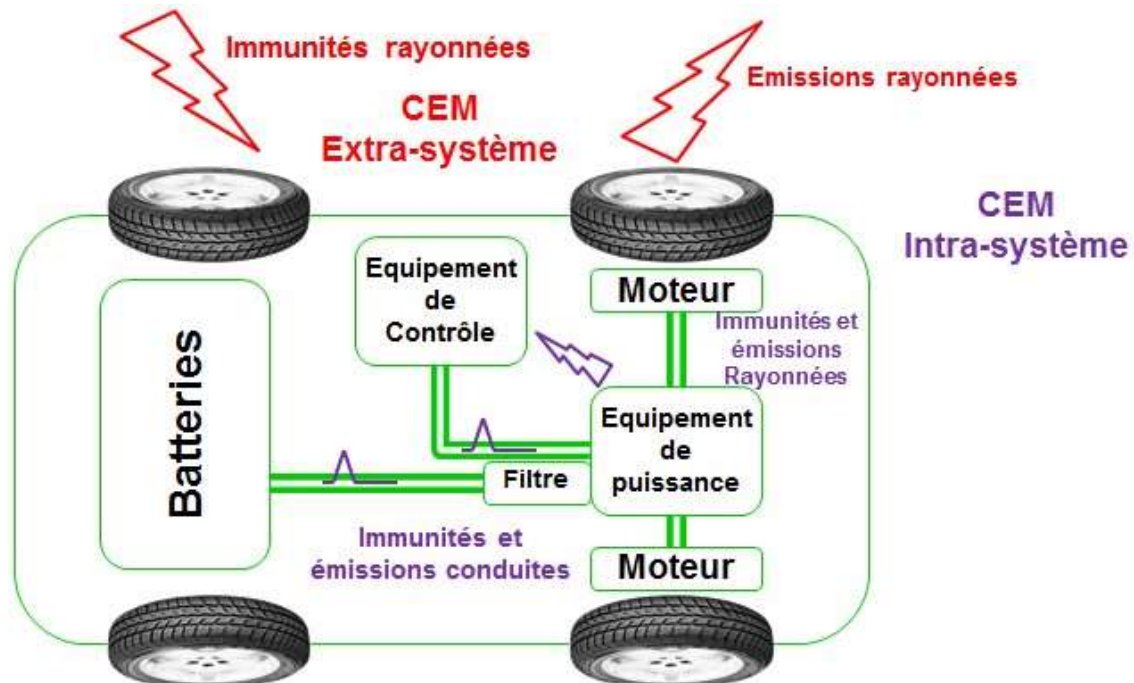 Immunités rayonnées
Emissions rayonnées
CEM
Extra-système
CEM
Intra-système
Equipement
de
Contrôle
Moteur
Immunités et
émissions
Rayonnées
Batteries
Equipement
de
puissance
Filtre
Immunités et
émissions conduites
Moteur